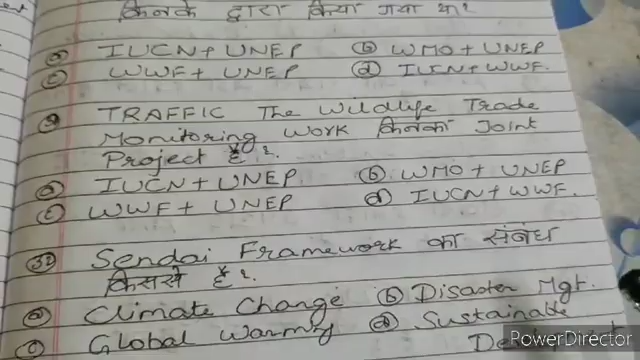 किनके द्वारा किया गया था?
(a) IUCN + UNEP (b) WMO + UNEP
(c) WWF + UNEP (d) IUCN + WWF.
TRAFFIC The Wildlife Trade
Monitoring Work किनका Joint
Project है?
(a) IUCN + UNEP (b) WMO + UNEP
(c) WWF + UNEP (d) IUCN + WWF.
Sendai Framework का संबंध
किससे है?
(a) Climate Change (b) Disaster Mgt.
(c) Global Warming (d) Sustainable
PowerDirector